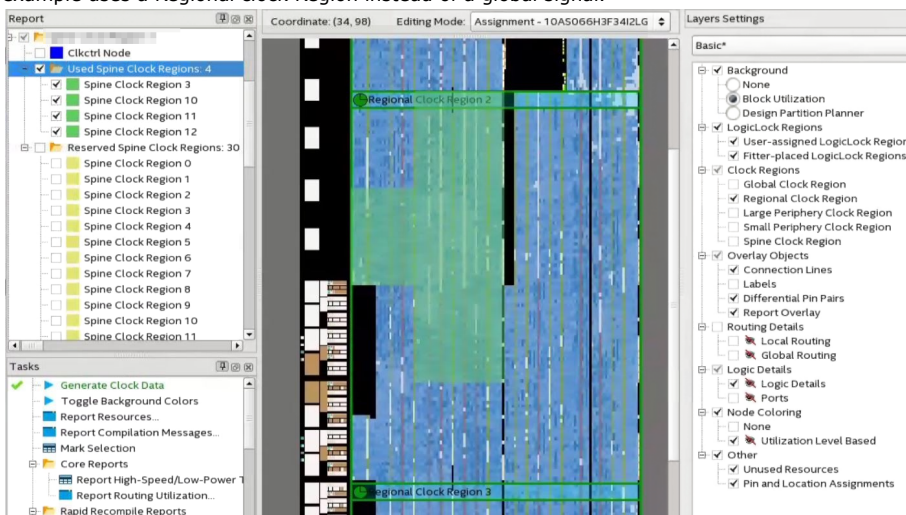 example uses a Regional Clock Region instead of a global signal.
Report
Clkctrl Node
Used Spine Clock Regions: 4
Spine Clock Region 3
Spine Clock Region 10
Spine Clock Region 11
Spine Clock Region 12
Reserved Spine Clock Regions: 30
Spine Clock Region 0
Spine Clock Region 1
Spine Clock Region 2
Spine Clock Region 3
Spine Clock Region 4
Spine Clock Region 5
Spine Clock Region 6
Spine Clock Region 7
Spine Clock Region 8
Spine Clock Region 9
Spine Clock Region 10
Spine Clock Region 11
Tasks
Generate Clock Data
Toggle Background Colors
Report Resources...
Report Compilation Messages...
Mark Selection
Core Reports
Report High-Speed/Low-Power T
Report Routing Utilization...
Rapid Recompile Reports
Coordinate: (34, 98) Editing Mode: Assignment - 10AS066H3F34I2LG
Regional Clock Region 2
Regional Clock Region 3
Layers Settings
Basic*
Background
None
Block Utilization
Design Partition Planner
LogicLock Regions
User-assigned LogicLock Region
Fitter-placed LogicLock Regions
Clock Regions
Global Clock Region
Regional Clock Region
Large Periphery Clock Region
Small Periphery Clock Region
Spine Clock Region
Overlay Objects
Connection Lines
Labels
Differential Pin Pairs
Report Overlay
Routing Details
Local Routing
Global Routing
Logic Details
Logic Details
Ports
Node Coloring
None
Utilization Level Based
Other
Unused Resources
Pin and Location Assignments